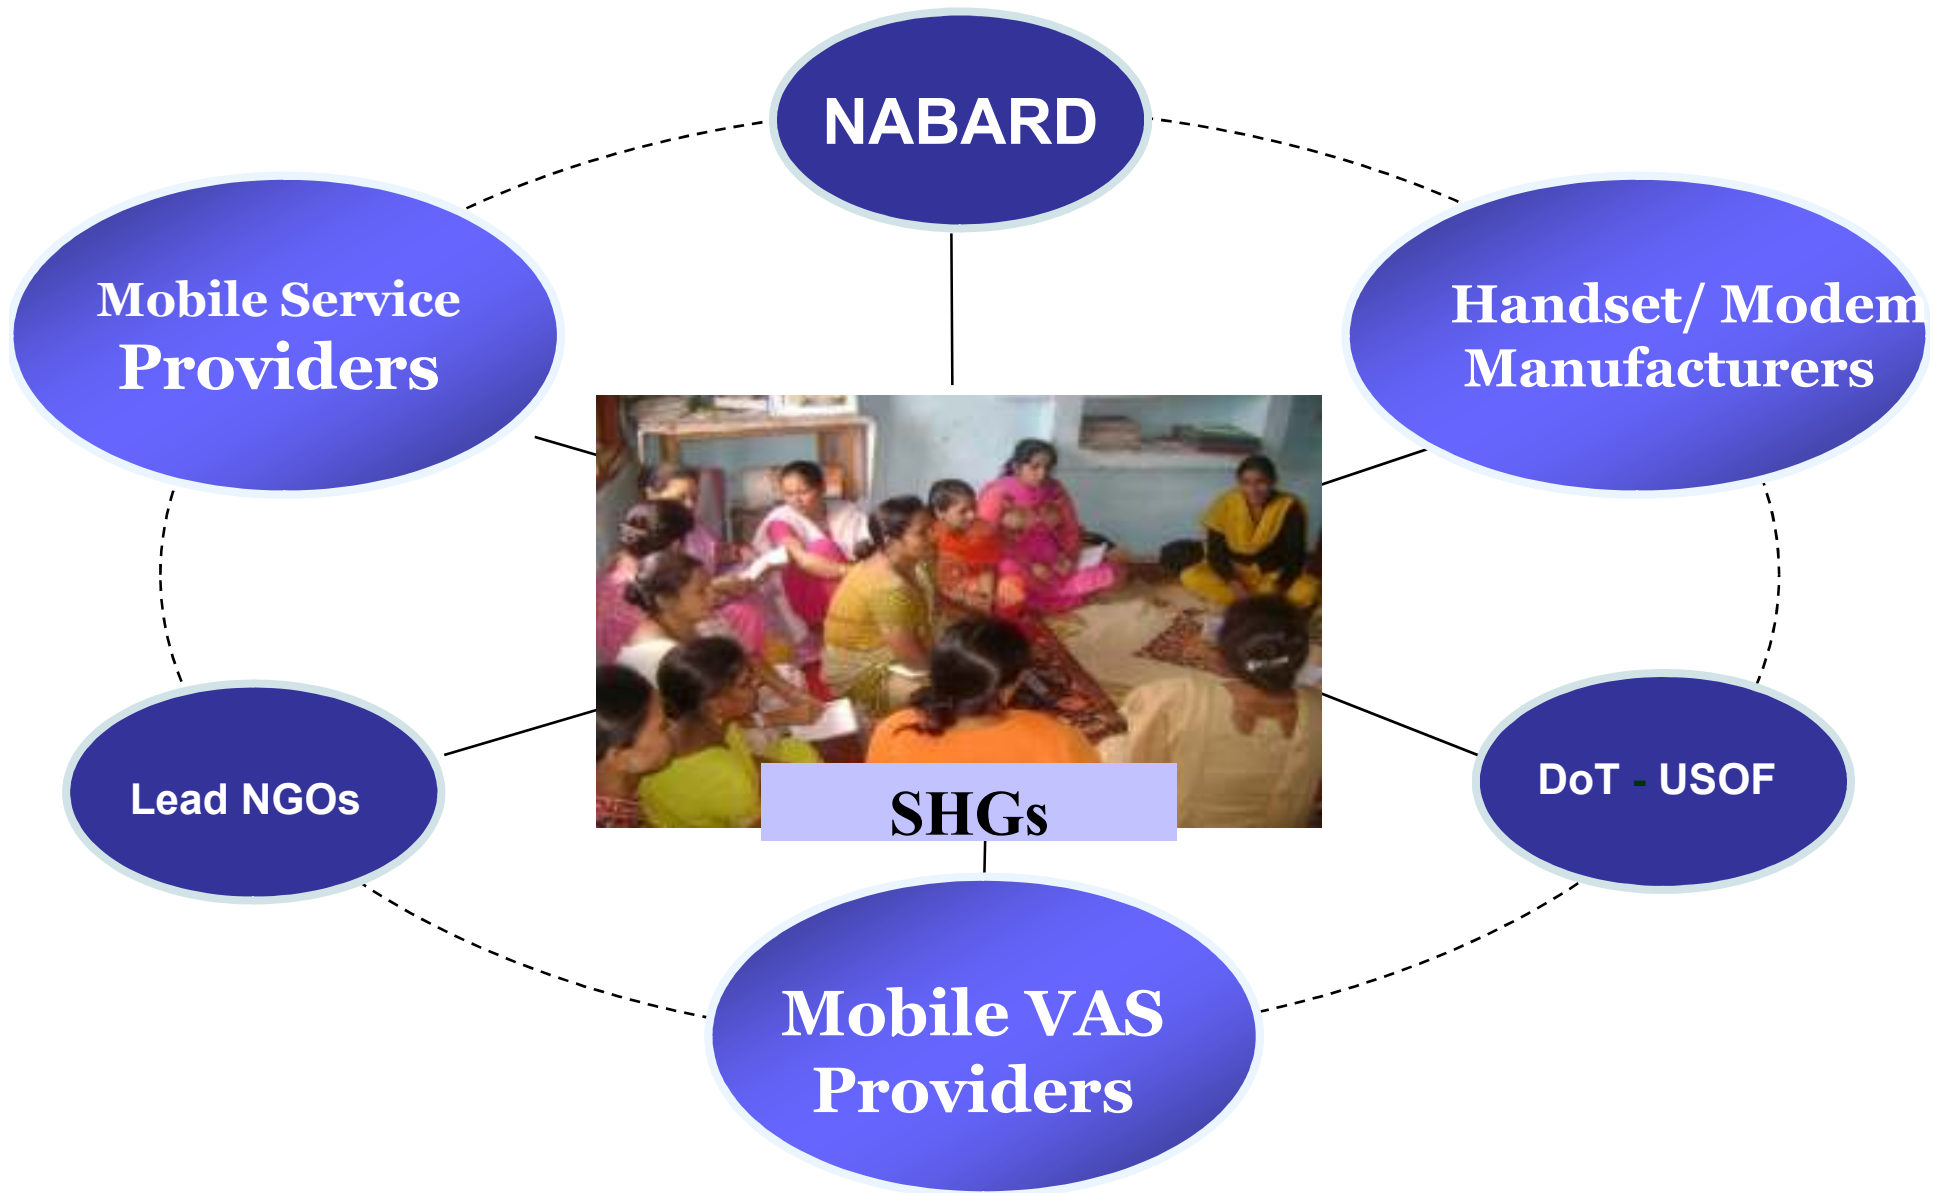 NABARD
Mobile Service
Providers
Handset/ Modem
Manufacturers
Lead NGOs
SHGs
DoT - USOF
Mobile VAS
Providers